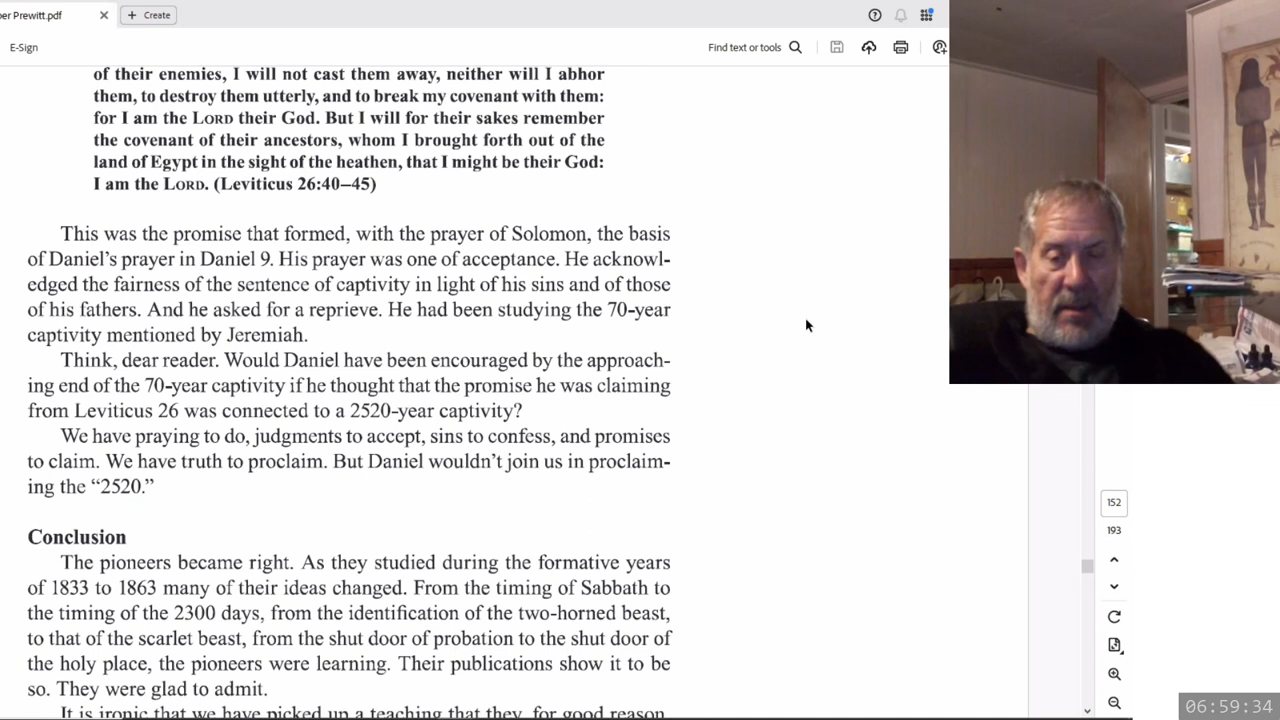 er Prewitt.pdf
Create
E-Sign
Find text or tools
of their enemies, I will not cast them away, neither will I abhor
them, to destroy them utterly, and to break my covenant with them:
for I am the LORD their God. But I will for their sakes remember
the covenant of their ancestors, whom I brought forth out of the
land of Egypt in the sight of the heathen, that I might be their God:
I am the LORD. (Leviticus 26:40–45)
This was the promise that formed, with the prayer of Solomon, the basis
of Daniel’s prayer in Daniel 9. His prayer was one of acceptance. He acknowl-
edged the fairness of the sentence of captivity in light of his sins and of those
of his fathers. And he asked for a reprieve. He had been studying the 70-year
captivity mentioned by Jeremiah.
Think, dear reader. Would Daniel have been encouraged by the approach-
ing end of the 70-year captivity if he thought that the promise he was claiming
from Leviticus 26 was connected to a 2520-year captivity?
We have praying to do, judgments to accept, sins to confess, and promises
to claim. We have truth to proclaim. But Daniel wouldn’t join us in proclaim-
ing the “2520.”
Conclusion
The pioneers became right. As they studied during the formative years
of 1833 to 1863 many of their ideas changed. From the timing of Sabbath to
the timing of the 2300 days, from the identification of the two-horned beast,
to that of the scarlet beast, from the shut door of probation to the shut door of
the holy place, the pioneers were learning. Their publications show it to be
so. They were glad to admit.
It is ironic that we have picked up a teaching that they, for good reason,
152
193
06:59:34